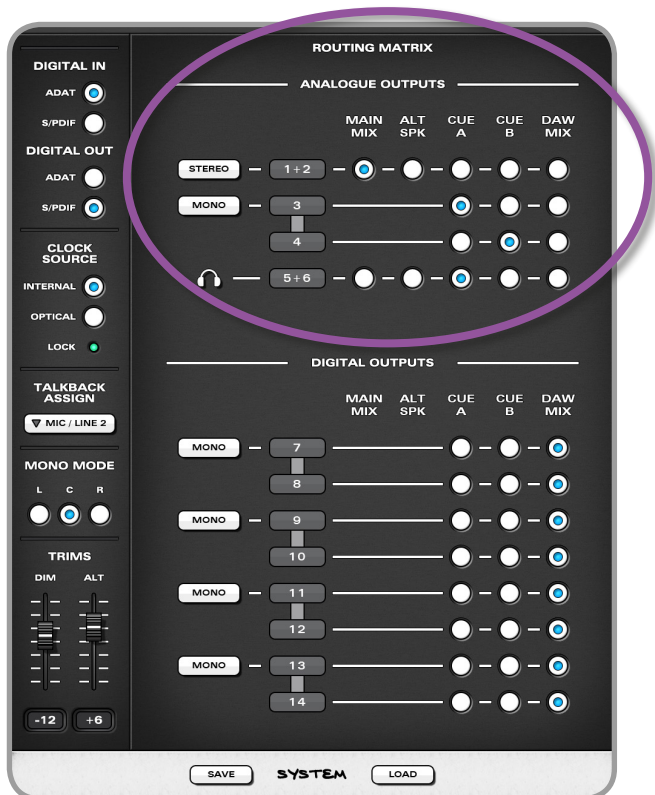 DIGITAL IN
ADAT
S/PDIF
DIGITAL OUT
ADAT
S/PDIF
CLOCK
SOURCE
INTERNAL
OPTICAL
LOCK
TALKBACK
ASSIGN
MIC / LINE 2
MONO MODE
L C R
TRIMS
DIM ALT
-12 +6
ROUTING MATRIX
ANALOGUE OUTPUTS
MAIN ALT CUE CUE DAW
MIX SPK A B MIX
STEREO 1+2
MONO 3
4
5+6
DIGITAL OUTPUTS
MAIN ALT CUE CUE DAW
MIX SPK A B MIX
MONO 7
8
MONO 9
10
MONO 11
12
MONO 13
14
SAVE SYSTEM LOAD